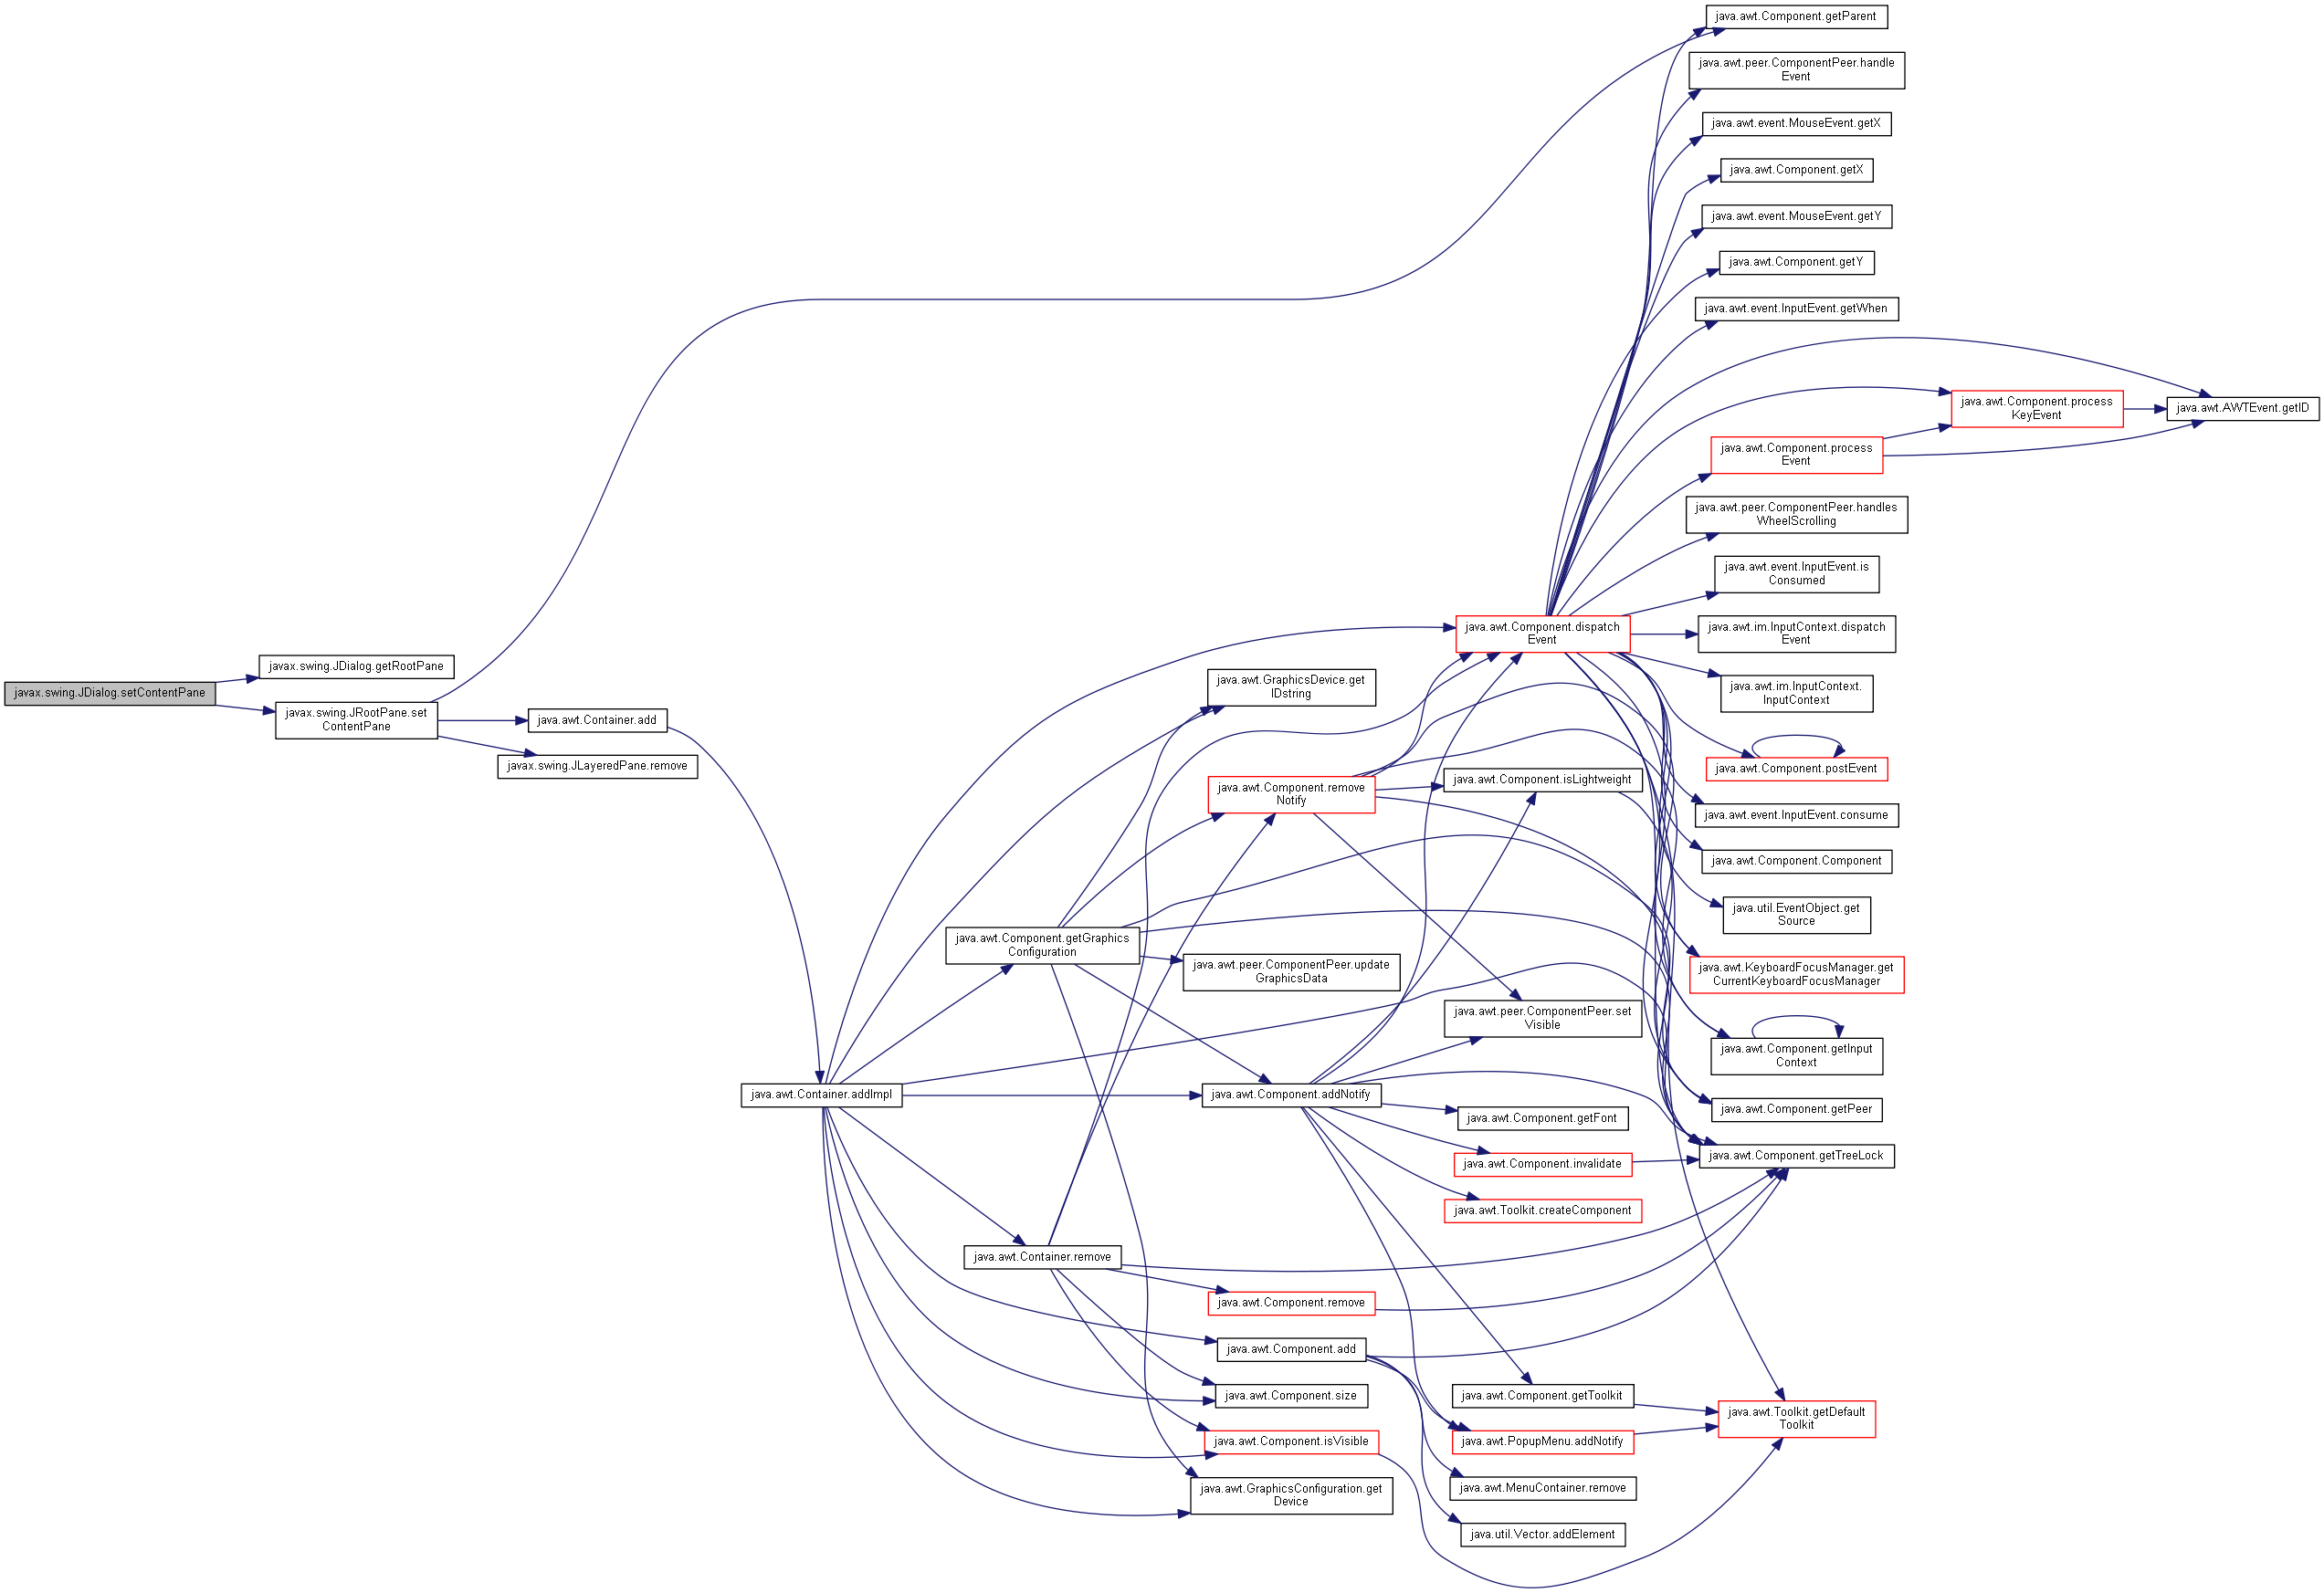 javax.swing.JDialog.setContentPane
javax.swing.JDialog.getRootPane
javax.swing.JRootPane.set
ContentPane
java.awt.Container.add
javax.swing.JLayeredPane.remove
java.awt.Container.addImpl
java.awt.Component.getGraphics
Configuration
java.awt.Container.remove
java.awt.GraphicsDevice.get
IDstring
java.awt.Component.remove
Notify
java.awt.peer.ComponentPeer.update
GraphicsData
java.awt.Component.addNotify
java.awt.Component.remove
java.awt.Component.add
java.awt.Component.size
java.awt.Component.isVisible
java.awt.GraphicsConfiguration.get
Device
java.awt.Component.dispatch
Event
java.awt.Component.isLightweight
java.awt.peer.ComponentPeer.set
Visible
java.awt.Component.getFont
java.awt.Component.invalidate
java.awt.Toolkit.createComponent
java.awt.Component.getToolkit
java.awt.PopupMenu.addNotify
java.awt.MenuContainer.remove
java.util.Vector.addElement
java.awt.Component.getParent
java.awt.peer.ComponentPeer.handle
Event
java.awt.event.MouseEvent.getX
java.awt.Component.getX
java.awt.event.MouseEvent.getY
java.awt.Component.getY
java.awt.event.InputEvent.getWhen
java.awt.Component.process
KeyEvent
java.awt.AWTEvent.getID
java.awt.Component.process
Event
java.awt.peer.ComponentPeer.handles
WheelScrolling
java.awt.event.InputEvent.is
Consumed
java.awt.im.InputContext.dispatch
Event
java.awt.im.InputContext.
InputContext
java.awt.Component.postEvent
java.awt.event.InputEvent.consume
java.awt.Component.Component
java.util.EventObject.get
Source
java.awt.KeyboardFocusManager.get
CurrentKeyboardFocusManager
java.awt.Component.getInput
Context
java.awt.Component.getPeer
java.awt.Component.getTreeLock
java.awt.Toolkit.getDefault
Toolkit